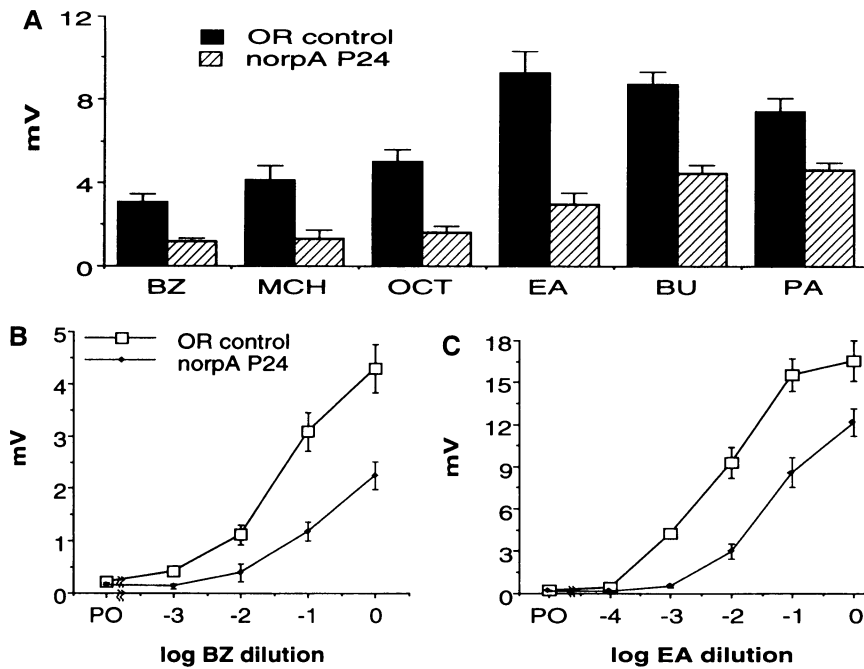 A
OR control
norpA P24
mV
12
8
4
0
BZ MCH OCT EA BU PA
B
OR control
norpA P24
mV
5
4
3
2
1
0
PO -3 -2 -1 0
log BZ dilution
C
mV
18
15
12
9
6
3
0
PO -4 -3 -2 -1 0
log EA dilution